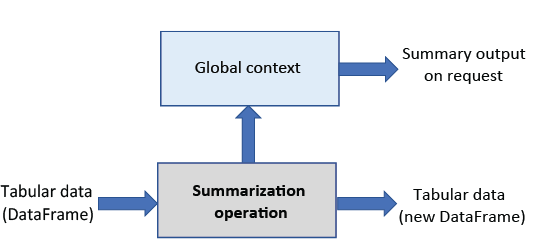 Global context
Summary output
on request
Tabular data
(DataFrame)
Summarization
operation
Tabular data
(new DataFrame)